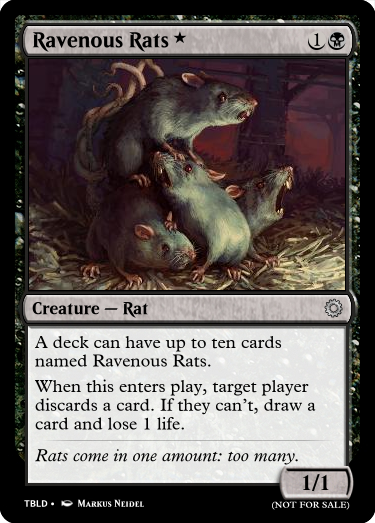 Ravenous Rats ★ 1
Creature — Rat
A deck can have up to ten cards
named Ravenous Rats.
When this enters play, target player
discards a card. If they can't, draw a
card and lose 1 life.
Rats come in one amount: too many.
1/1
TBLD • Markus Neidel
(NOT FOR SALE)